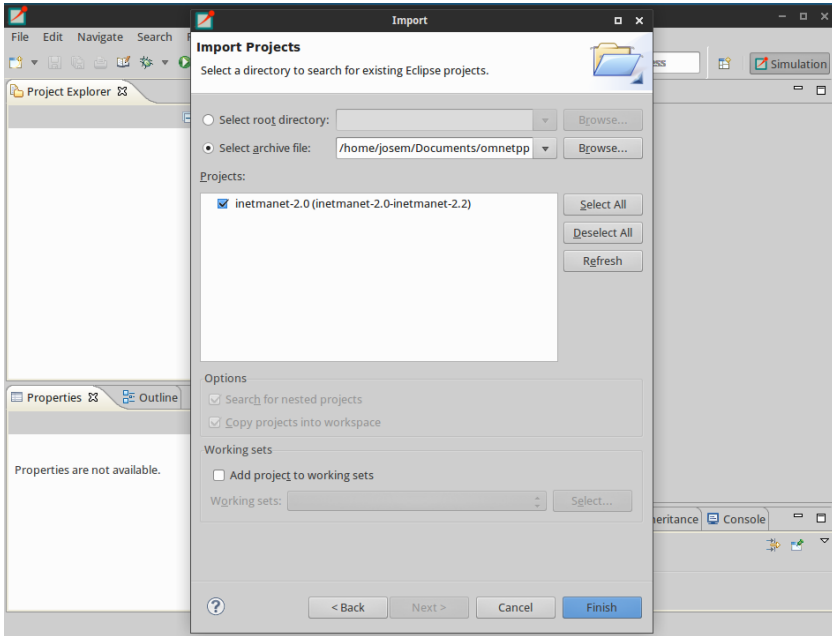 Import
File Edit Navigate Search
Import Projects
Select a directory to search for existing Eclipse projects.
Simulation
Project Explorer
Select root directory:
Browse...
Select archive file:
/home/josem/Documents/omnetpp
Browse...
Projects:
inetmanet-2.0 (inetmanet-2.0-inetmanet-2.2)
Select All
Deselect All
Refresh
Options
Properties
Outline
Search for nested projects
Copy projects into workspace
Working sets
Properties are not available.
Add project to working sets
Working sets:
Select...
Console
< Back
Next >
Cancel
Finish